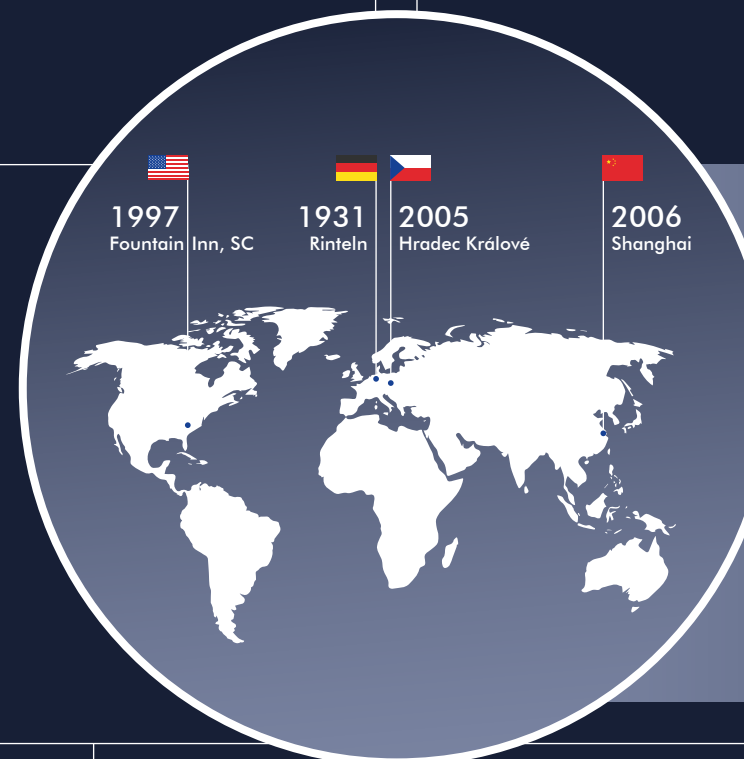 1997
Fountain Inn, SC
1931
Rinteln
2005
Hradec Králové
2006
Shanghai